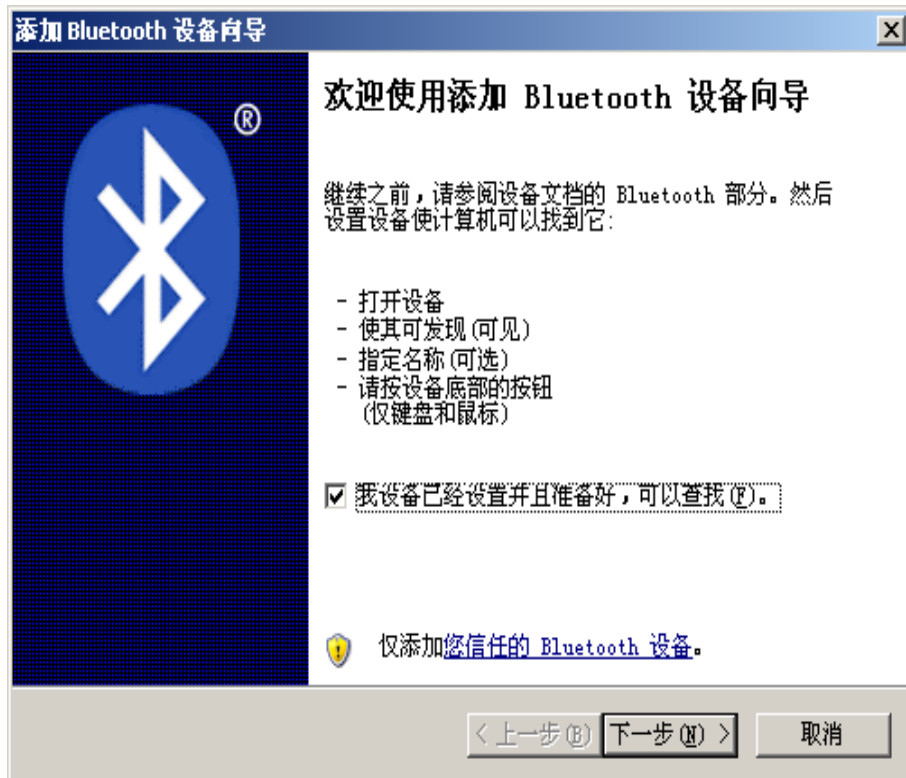 添加 Bluetooth 设备向导
®
欢迎使用添加 Bluetooth 设备向导
继续之前，请参阅设备文档的 Bluetooth 部分。然后
设置设备使计算机可以找到它:
- 打开设备
- 使其可发现(可见)
- 指定名称(可选)
- 请按设备底部的按钮
(仅键盘和鼠标)
我设备已经设置并且准备好，可以查找(F)。
仅添加您信任的 Bluetooth 设备。
< 上一步(B)
下一步(N) >
取消